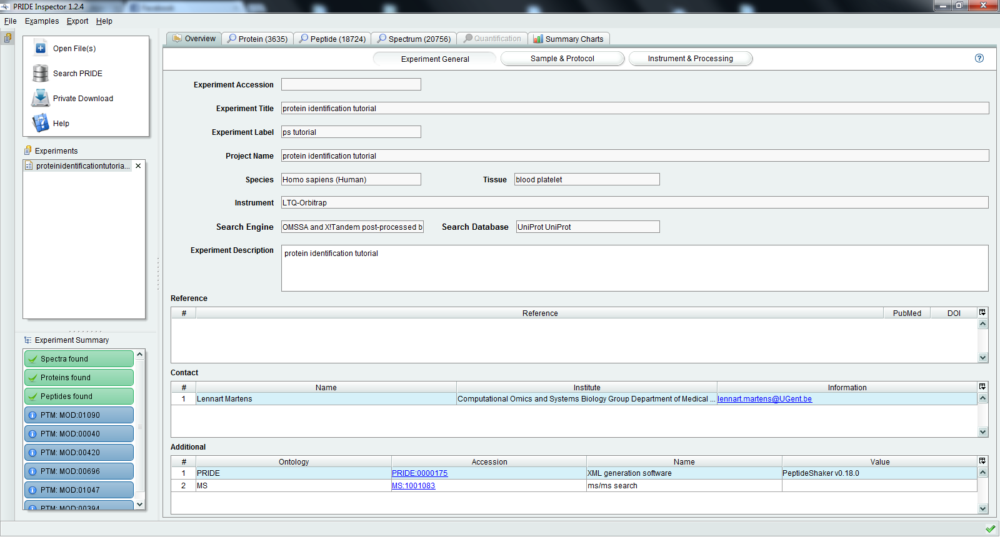 PRIDE Inspector 1.2.4
File Examples Export Help
Open File(s)
Search PRIDE
Private Download
Help
Experiments
proteinidentificationtutoria...
Experiment Summary
Spectra found
Proteins found
Peptides found
PTM: MOD:01090
PTM: MOD:00040
PTM: MOD:00420
PTM: MOD:00696
PTM: MOD:01047
PTM: MOD:00394
Overview Protein (3635) Peptide (18724) Spectrum (20756) Quantification Summary Charts
Experiment General Sample & Protocol Instrument & Processing
Experiment Accession
Experiment Title protein identification tutorial
Experiment Label ps tutorial
Project Name protein identification tutorial
Species Homo sapiens (Human) Tissue blood platelet
Instrument LTQ-Orbitrap
Search Engine OMSSA and X!Tandem post-processed b Search Database UniProt UniProt
Experiment Description protein identification tutorial
Reference
# Reference PubMed DOI
Contact
# Name Institute Information
1 Lennart Martens Computational Omics and Systems Biology Group Department of Medical ... lennart.martens@UGent.be
Additional
# Ontology Accession Name Value
1 PRIDE PRIDE:0000175 XML generation software PeptideShaker v0.18.0
2 MS MS:1001083 ms/ms search